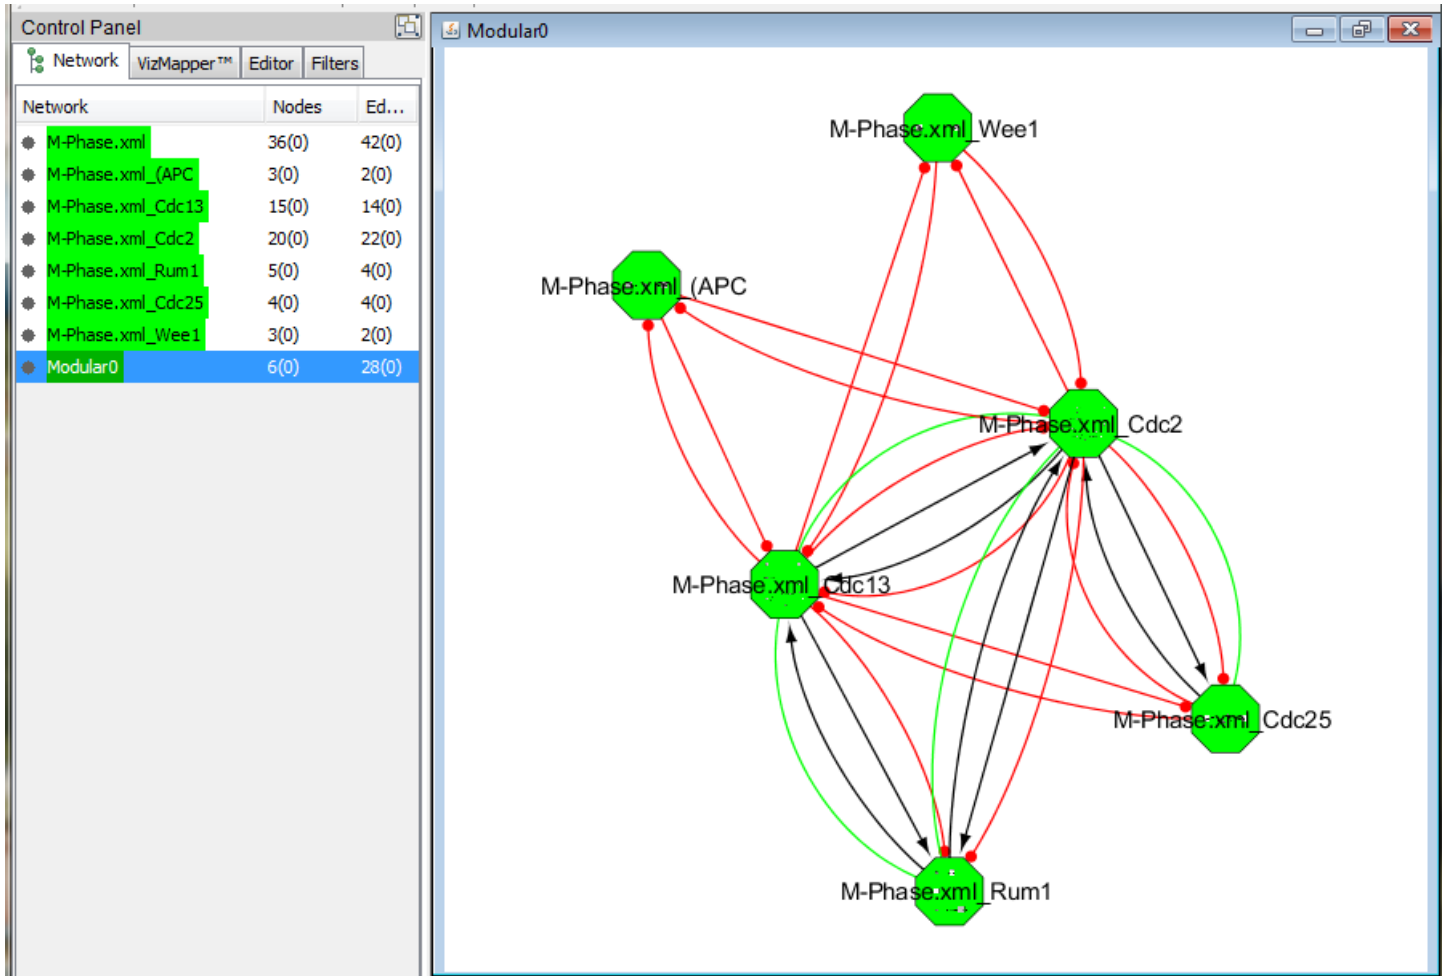 Control Panel
Network VizMapper™ Editor Filters
Network Nodes Ed...
M-Phase.xml 36(0) 42(0)
M-Phase.xml_(APC 3(0) 2(0)
M-Phase.xml_Cdc13 15(0) 14(0)
M-Phase.xml_Cdc2 20(0) 22(0)
M-Phase.xml_Rum1 5(0) 4(0)
M-Phase.xml_Cdc25 4(0) 4(0)
M-Phase.xml_Wee1 3(0) 2(0)
Modular0 6(0) 28(0)
Modular0
M-Phase.xml_Wee1
M-Phase.xml_(APC
M-Phase.xml_Cdc2
M-Phase.xml_Cdc13
M-Phase.xml_Cdc25
M-Phase.xml_Rum1